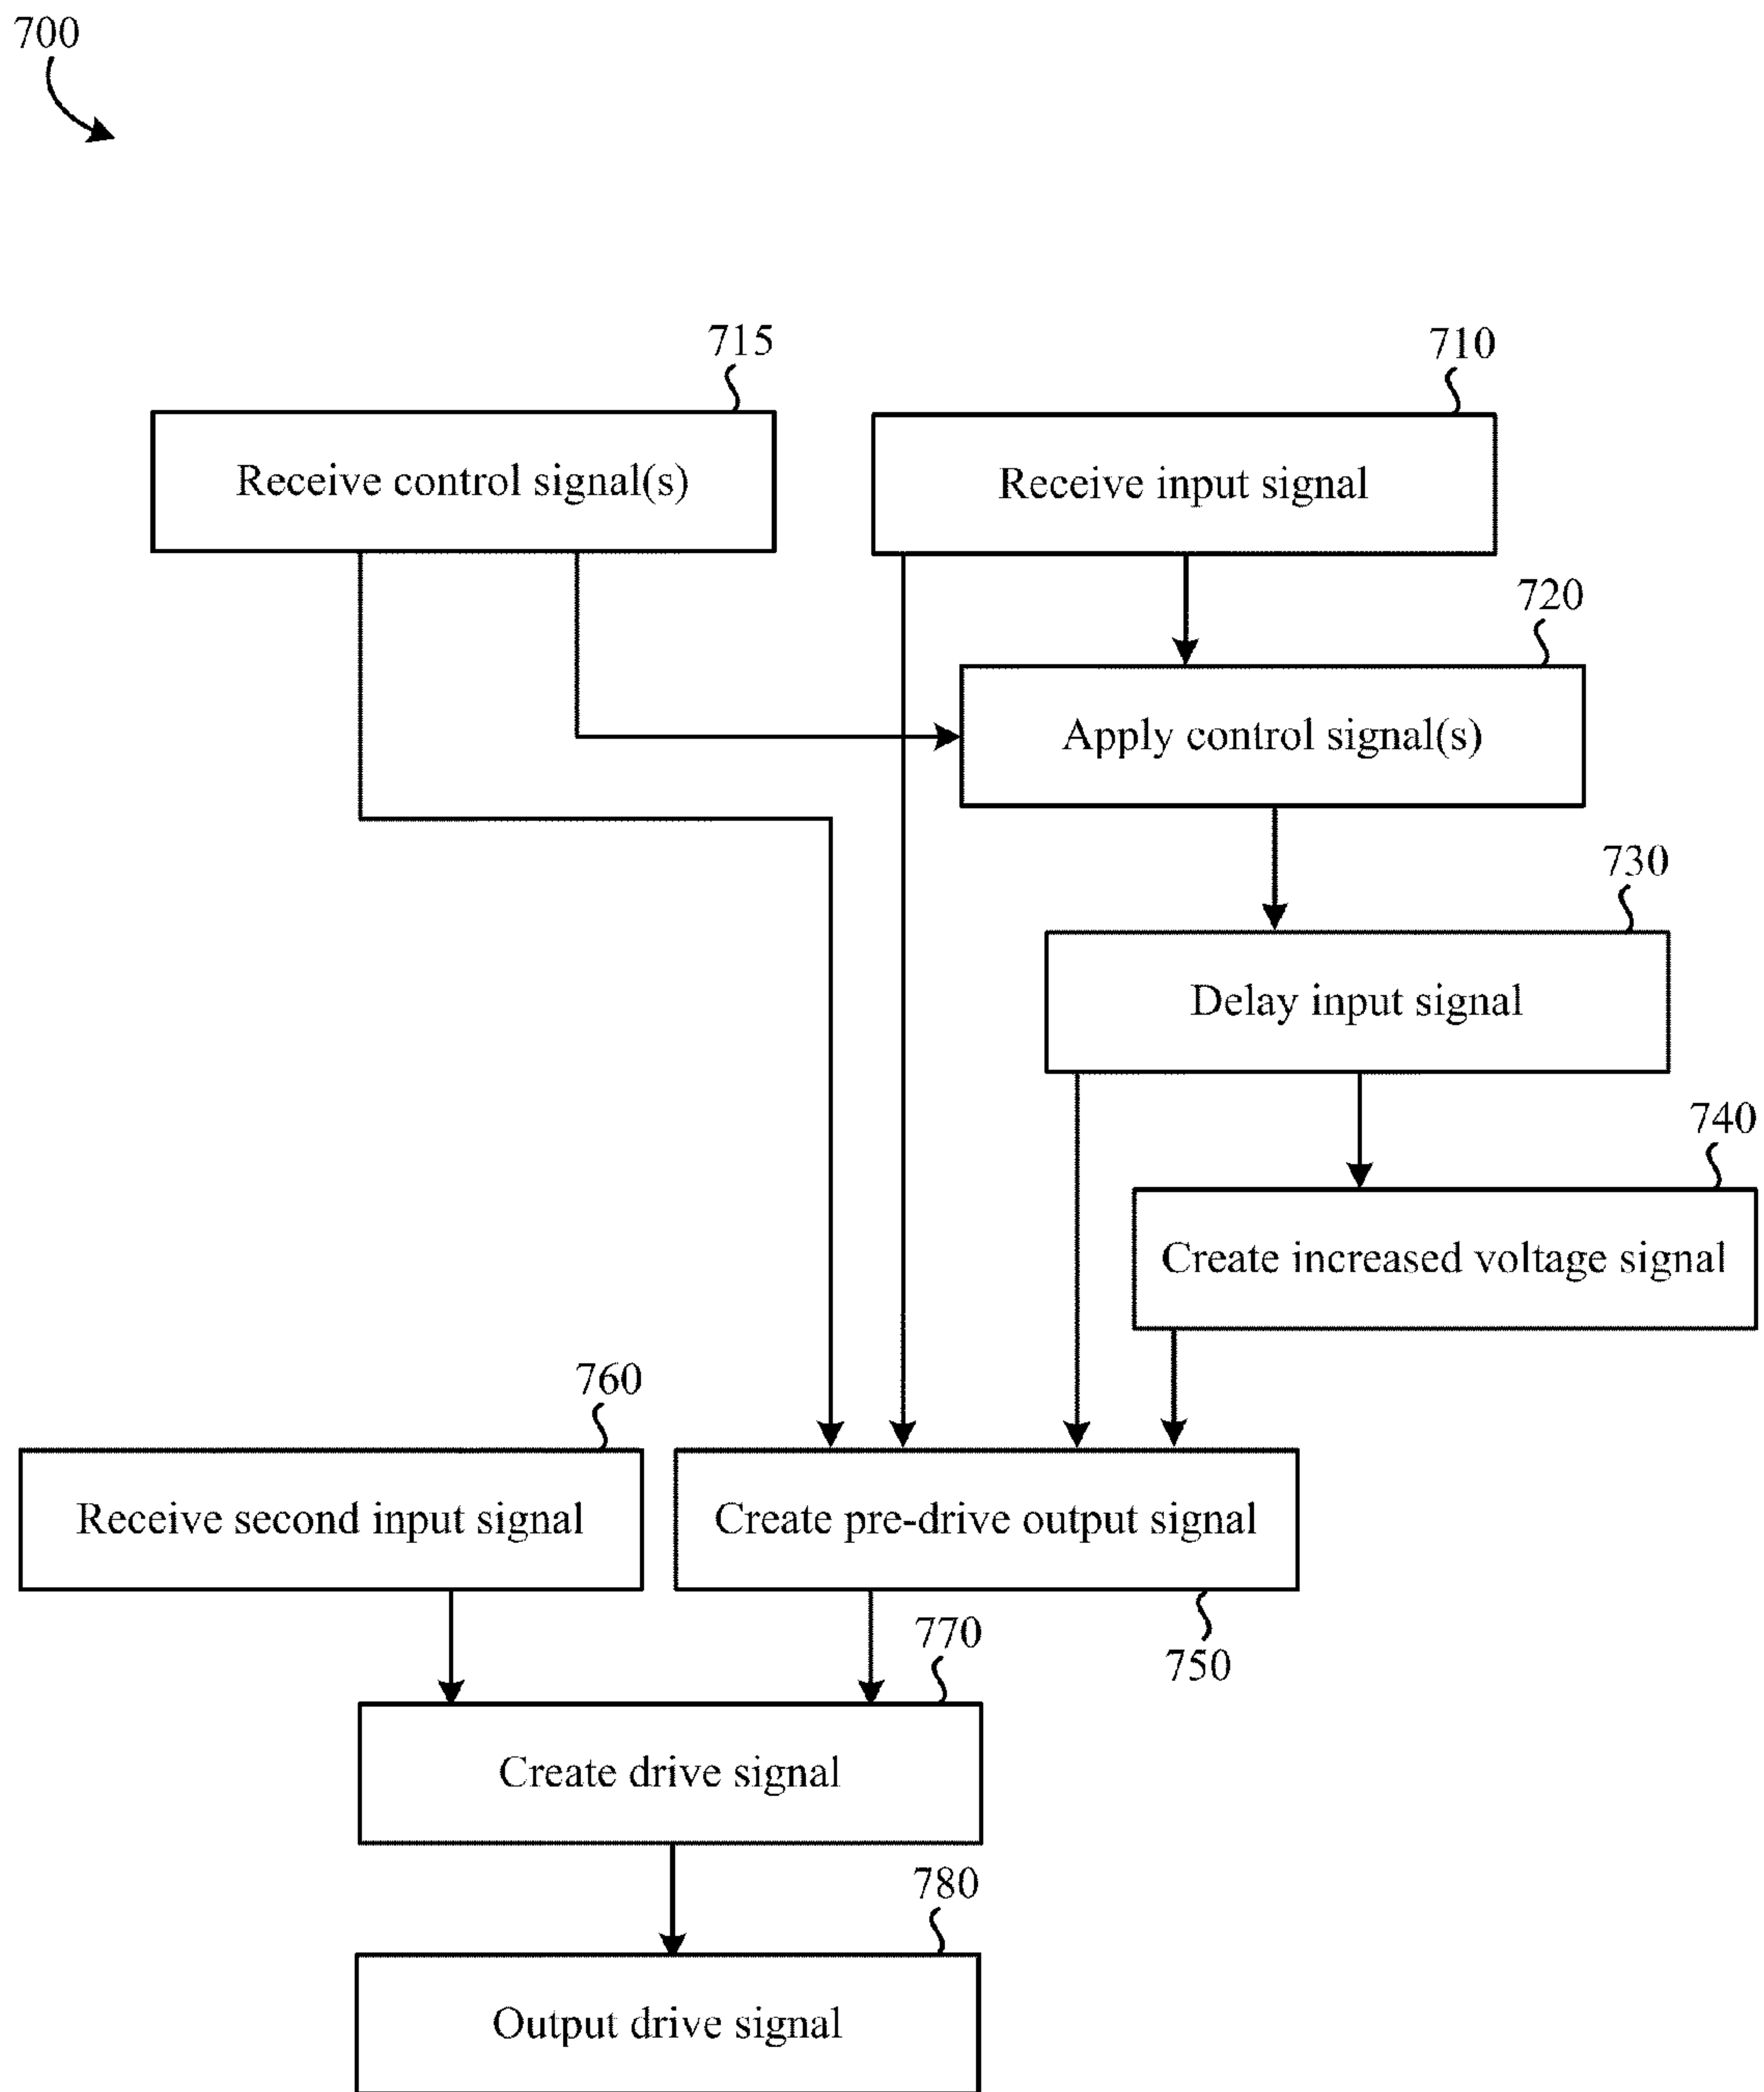 700
715
710
Receive control signal(s)
Receive input signal
720
Apply control signal(s)
730
Delay input signal
740
Create increased voltage signal
760
Receive second input signal
Create pre-drive output signal
770
750
Create drive signal
780
Output drive signal